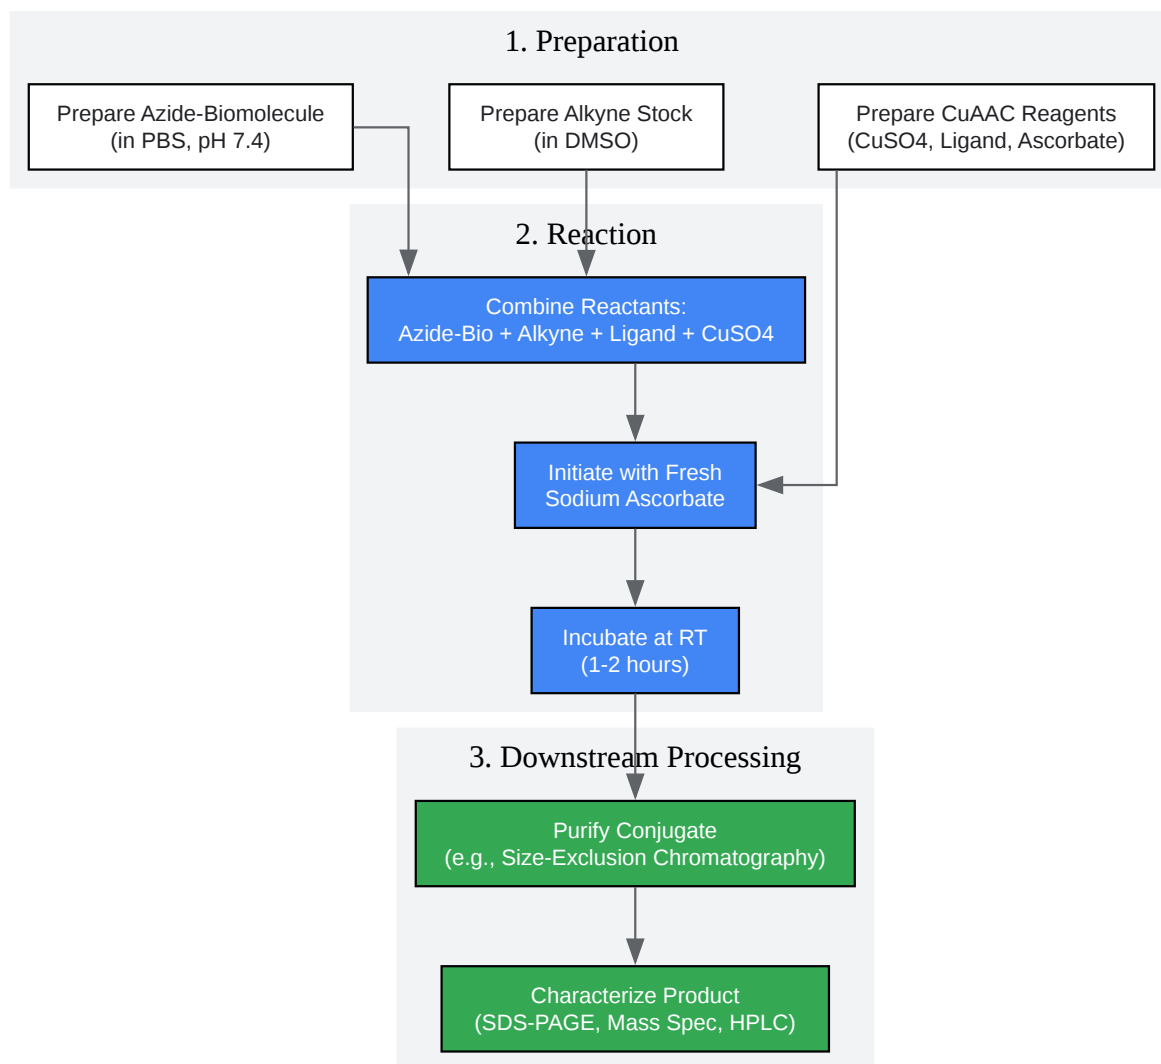 1. Preparation
Prepare Azide-Biomolecule
(in PBS, pH 7.4)
Prepare Alkyne Stock
(in DMSO)
Prepare CuAAC Reagents
(CuSO4, Ligand, Ascorbate)
2. Reaction
Combine Reactants:
Azide-Bio + Alkyne + Ligand + CuSO4
Initiate with Fresh
Sodium Ascorbate
Incubate at RT
(1-2 hours)
3. Downstream Processing
Purify Conjugate
(e.g., Size-Exclusion Chromatography)
Characterize Product
(SDS-PAGE, Mass Spec, HPLC)